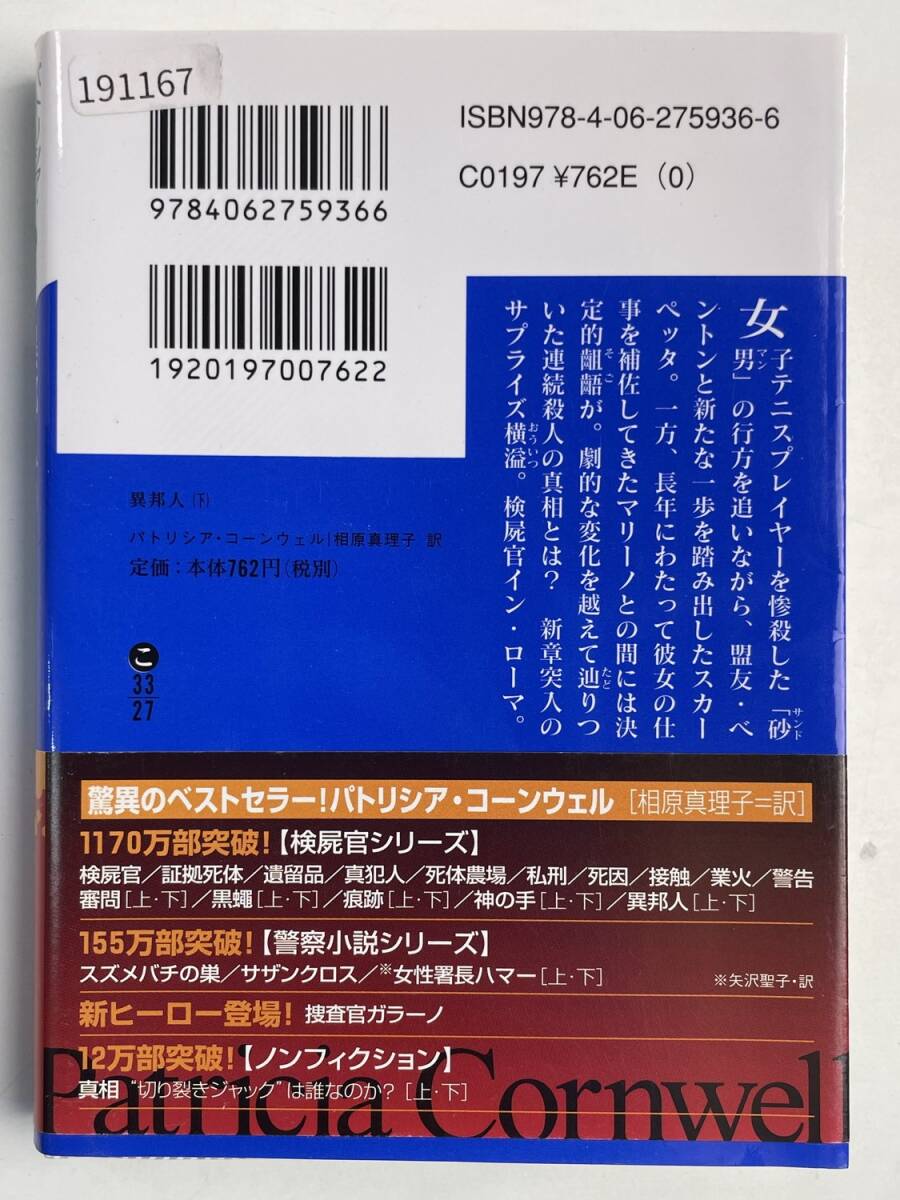 191167
9784062759366
ISBN978-4-06-275936-6
C0197 ¥762E (0)
1920197007622
女子テニスプレイヤーを惨殺した「砂
男」の行方を追いながら、盟友・ベ
ントンと新たな一歩を踏み出したスカー
ペッタ。一方、長年にわたって彼女の仕
事を補佐してきたマリーノとの間には決
定的齟齬が。劇的な変化を越えて辿りつ
いた連続殺人の真相とは? 新章突入の
サプライズ横溢。検屍官イン・ローマ。
サンド
マン
そご
たど
おういつ
異邦人(下)
パトリシア・コーンウェル|相原真理子 訳
定価:本体762円(税別)
こ
33
27
驚異のベストセラー!パトリシア・コーンウェル[相原真理子=訳]
1170万部突破!【検屍官シリーズ】
検屍官/証拠死体/遺留品/真犯人/死体農場/私刑/死因/接触/業火/警告
審問[上・下]/黒蠅[上・下]/痕跡[上・下]/神の手[上・下]/異邦人[上・下]
155万部突破!【警察小説シリーズ】
スズメバチの巣/サザンクロス/※女性署長ハマー[上・下]
※矢沢聖子・訳
新ヒーロー登場! 捜査官ガラーノ
12万部突破!【ノンフィクション】
真相 “切り裂きジャック”は誰なのか?[上・下]
Patricia Cornwell